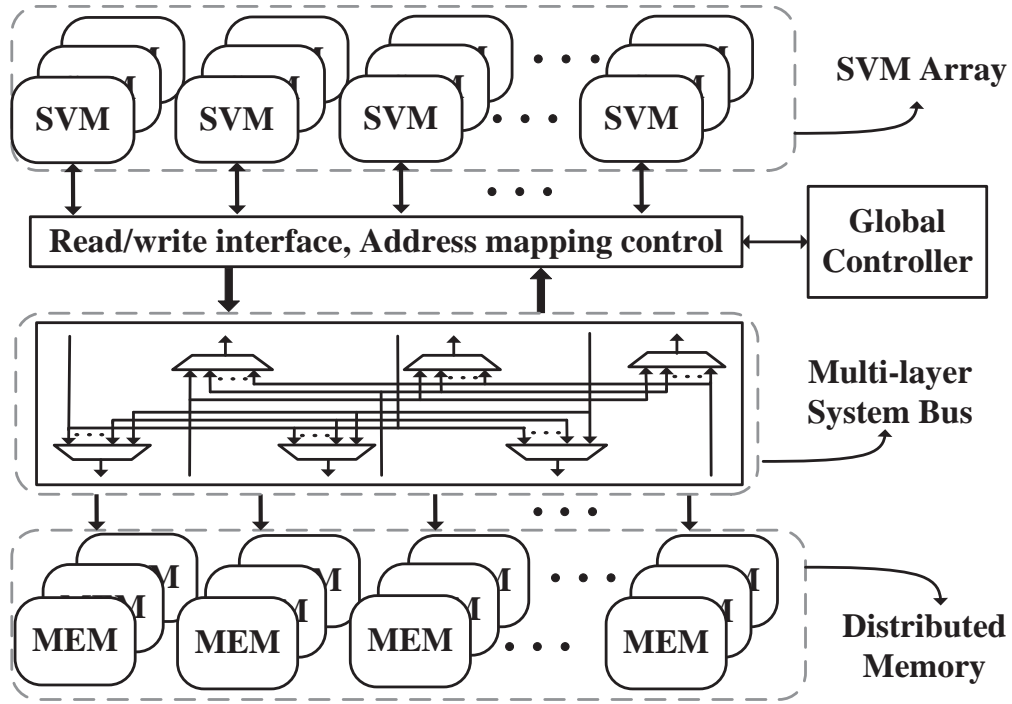 SVM Array
M M M M
M M M M
SVM SVM SVM SVM
Read/write interface, Address mapping control
Global
Controller
Multi-layer
System Bus
M M M M
MEM M M M
MEM MEM MEM MEM
Distributed
Memory